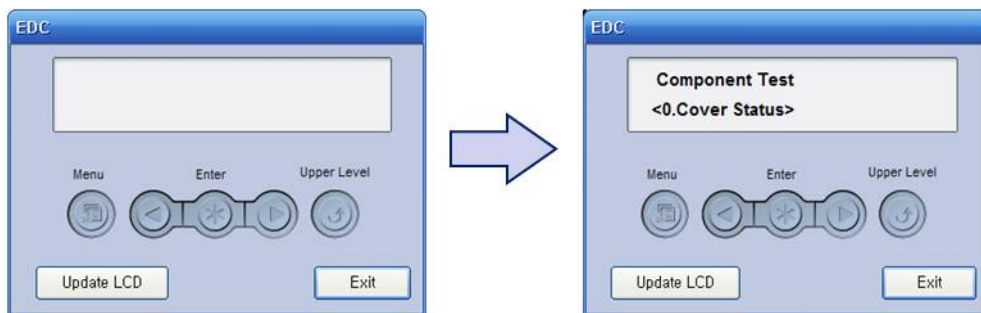 EDC
Menu
Enter
Upper Level
Update LCD
Exit
EDC
Component Test
<0.Cover Status>
Menu
Enter
Upper Level
Update LCD
Exit